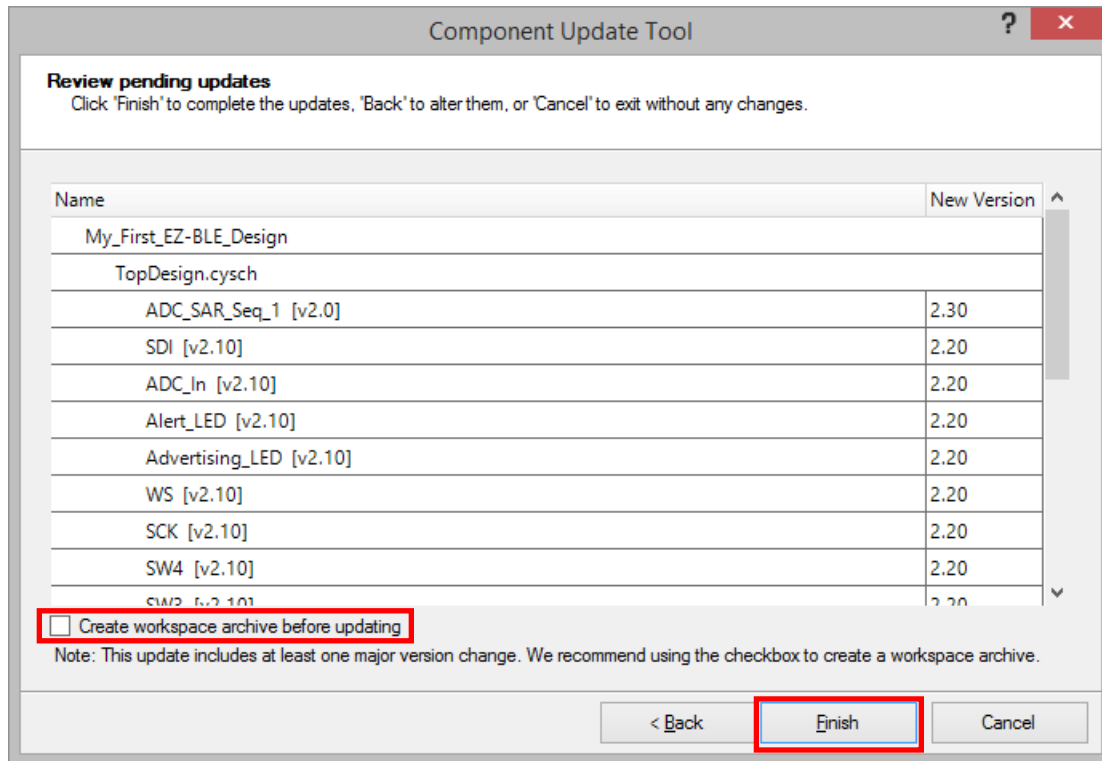 Component Update Tool
?
×
Review pending updates
Click 'Finish' to complete the updates, 'Back' to alter them, or 'Cancel' to exit without any changes.
Name New Version
My_First_EZ-BLE_Design
TopDesign.cysch
ADC_SAR_Seq_1 [v2.0] 2.30
SDI [v2.10] 2.20
ADC_In [v2.10] 2.20
Alert_LED [v2.10] 2.20
Advertising_LED [v2.10] 2.20
WS [v2.10] 2.20
SCK [v2.10] 2.20
SW4 [v2.10] 2.20
SW3 [v2.10] 2.20
Create workspace archive before updating
Note: This update includes at least one major version change. We recommend using the checkbox to create a workspace archive.
< Back Finish Cancel